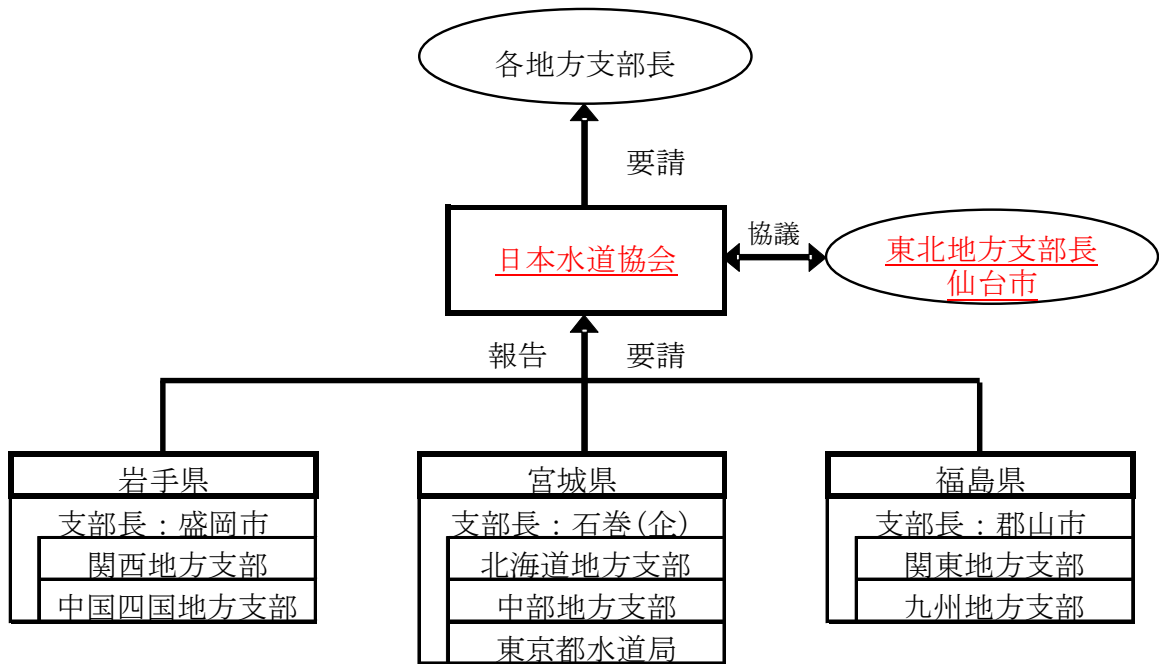 各地方支部長
要請
日本水道協会
協議
東北地方支部長
仙台市
報告
要請
岩手県
支部長：盛岡市
関西地方支部
中国四国地方支部
宮城県
支部長：石巻(企)
北海道地方支部
中部地方支部
東京都水道局
福島県
支部長：郡山市
関東地方支部
九州地方支部